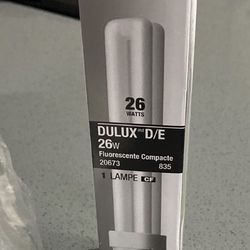 26
WATTS
DULUX® D/E
26W
Fluorescente Compacte
20673 835
1 LAMPE CF